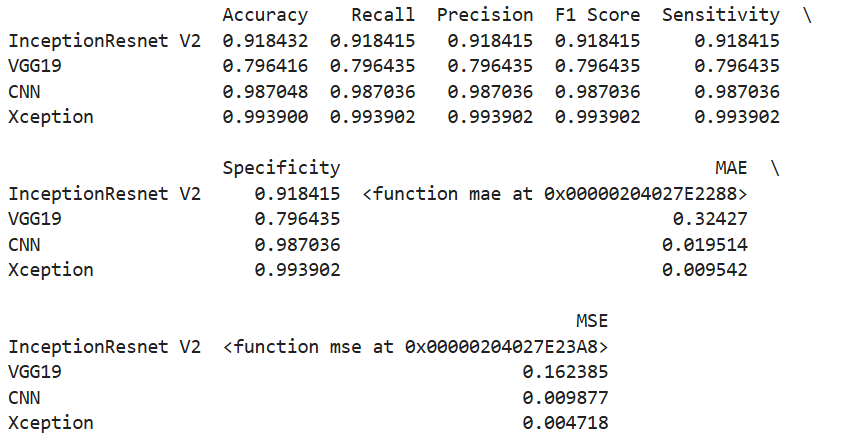 Accuracy Recall Precision F1 Score Sensitivity \
InceptionResnet V2 0.918432 0.918415 0.918415 0.918415 0.918415
VGG19 0.796416 0.796435 0.796435 0.796435 0.796435
CNN 0.987048 0.987036 0.987036 0.987036 0.987036
Xception 0.993900 0.993902 0.993902 0.993902 0.993902
Specificity MAE \
InceptionResnet V2 0.918415 <function mae at 0x00000204027E2288>
VGG19 0.796435 0.32427
CNN 0.987036 0.019514
Xception 0.993902 0.009542
MSE
InceptionResnet V2 <function mse at 0x00000204027E23A8>
VGG19 0.162385
CNN 0.009877
Xception 0.004718